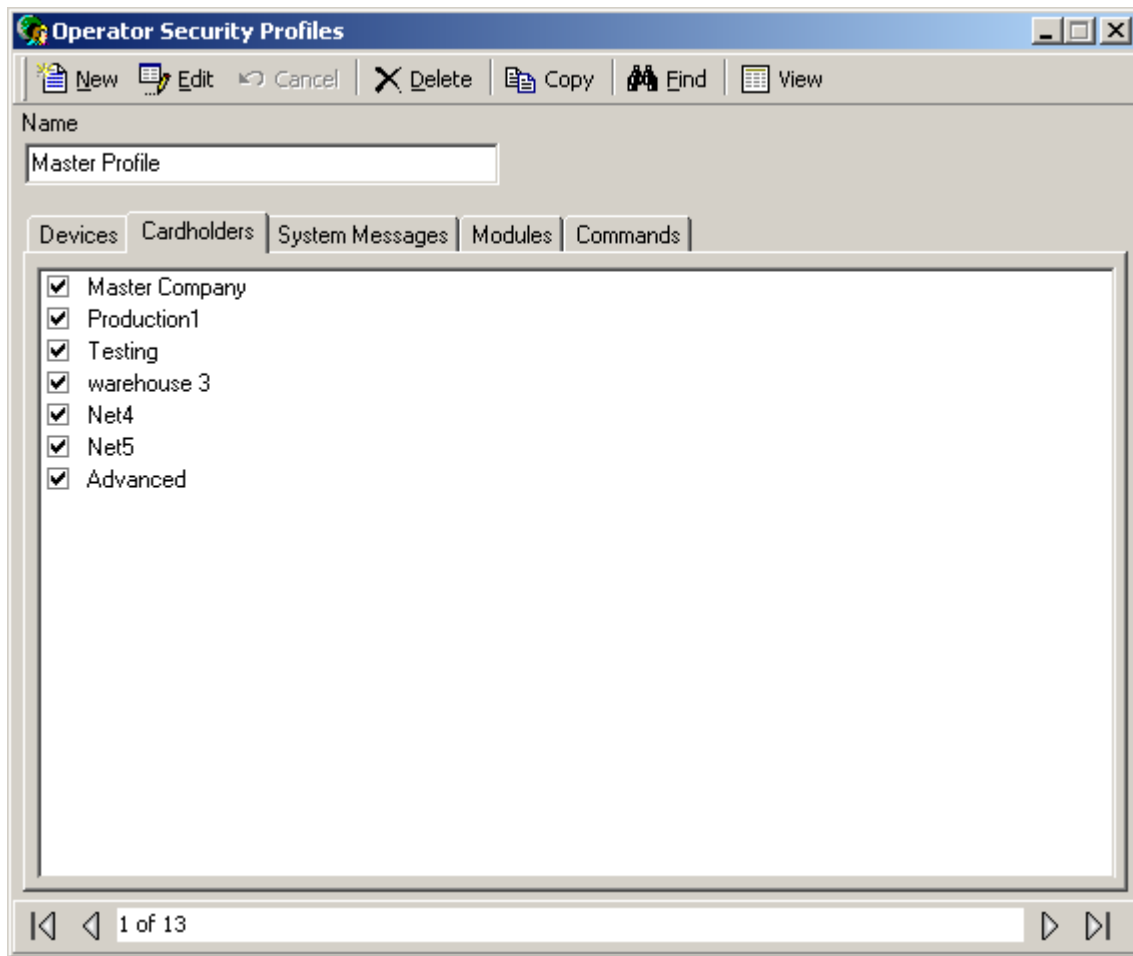 Operator Security Profiles
New Edit Cancel Delete Copy Find View
Name
Master Profile
Devices Cardholders System Messages Modules Commands
Master Company
Production1
Testing
warehouse 3
Net4
Net5
Advanced
1 of 13